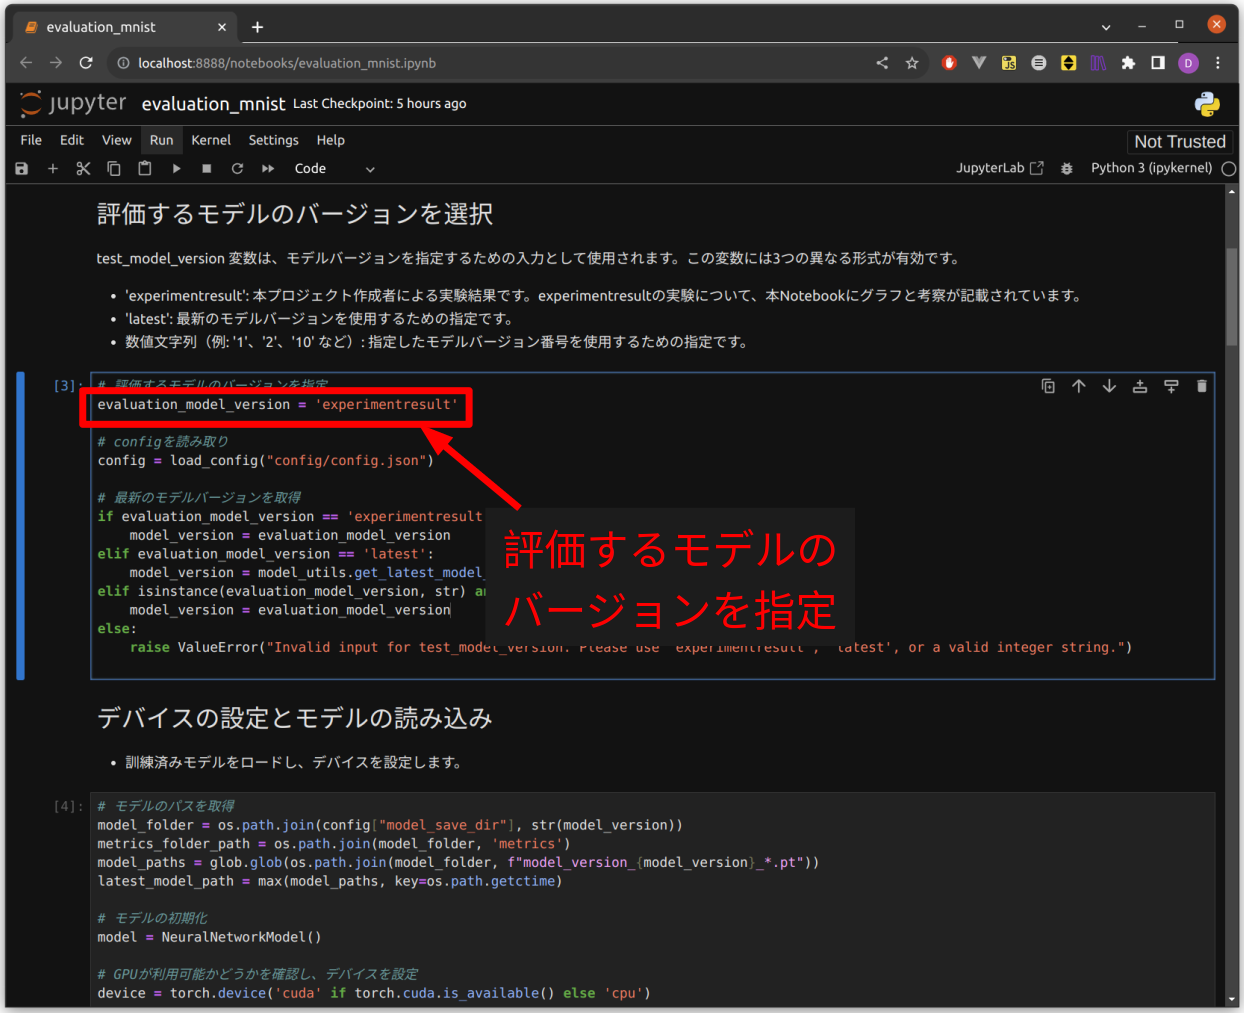 evaluation_mnist
localhost:8888/notebooks/evaluation_mnist.ipynb
JS
D
jupyter evaluation_mnist Last Checkpoint: 5 hours ago
File Edit View Run Kernel Settings Help
Not Trusted
Code
JupyterLab
Python 3 (ipykernel)
評価するモデルのバージョンを選択
test_model_version 変数は、モデルバージョンを指定するための入力として使用されます。この変数には3つの異なる形式が有効です。
• 'experimentresult': 本プロジェクト作成者による実験結果です。experimentresultの実験について、本Notebookにグラフと考察が記載されています。
• 'latest': 最新のモデルバージョンを使用するための指定です。
• 数値文字列（例: '1'、'2'、'10' など）: 指定したモデルバージョン番号を使用するための指定です。
[3]: # 評価するモデルのバージョンを指定
evaluation_model_version = 'experimentresult'
# configを読み取り
config = load_config("config/config.json")
# 最新のモデルバージョンを取得
if evaluation_model_version == 'experimentresult
model_version = evaluation_model_version
elif evaluation_model_version == 'latest':
model_version = model_utils.get_latest_model_
elif isinstance(evaluation_model_version, str) an
model_version = evaluation_model_version
else:
raise ValueError("Invalid input for test_model_version. Please use 'experimentresult', 'latest', or a valid integer string.")
評価するモデルの
バージョンを指定
デバイスの設定とモデルの読み込み
• 訓練済みモデルをロードし、デバイスを設定します。
[4]: # モデルのパスを取得
model_folder = os.path.join(config["model_save_dir"], str(model_version))
metrics_folder_path = os.path.join(model_folder, 'metrics')
model_paths = glob.glob(os.path.join(model_folder, f"model_version_{model_version}_*.pt"))
latest_model_path = max(model_paths, key=os.path.getctime)
# モデルの初期化
model = NeuralNetworkModel()
# GPUが利用可能かどうかを確認し、デバイスを設定
device = torch.device('cuda' if torch.cuda.is_available() else 'cpu')